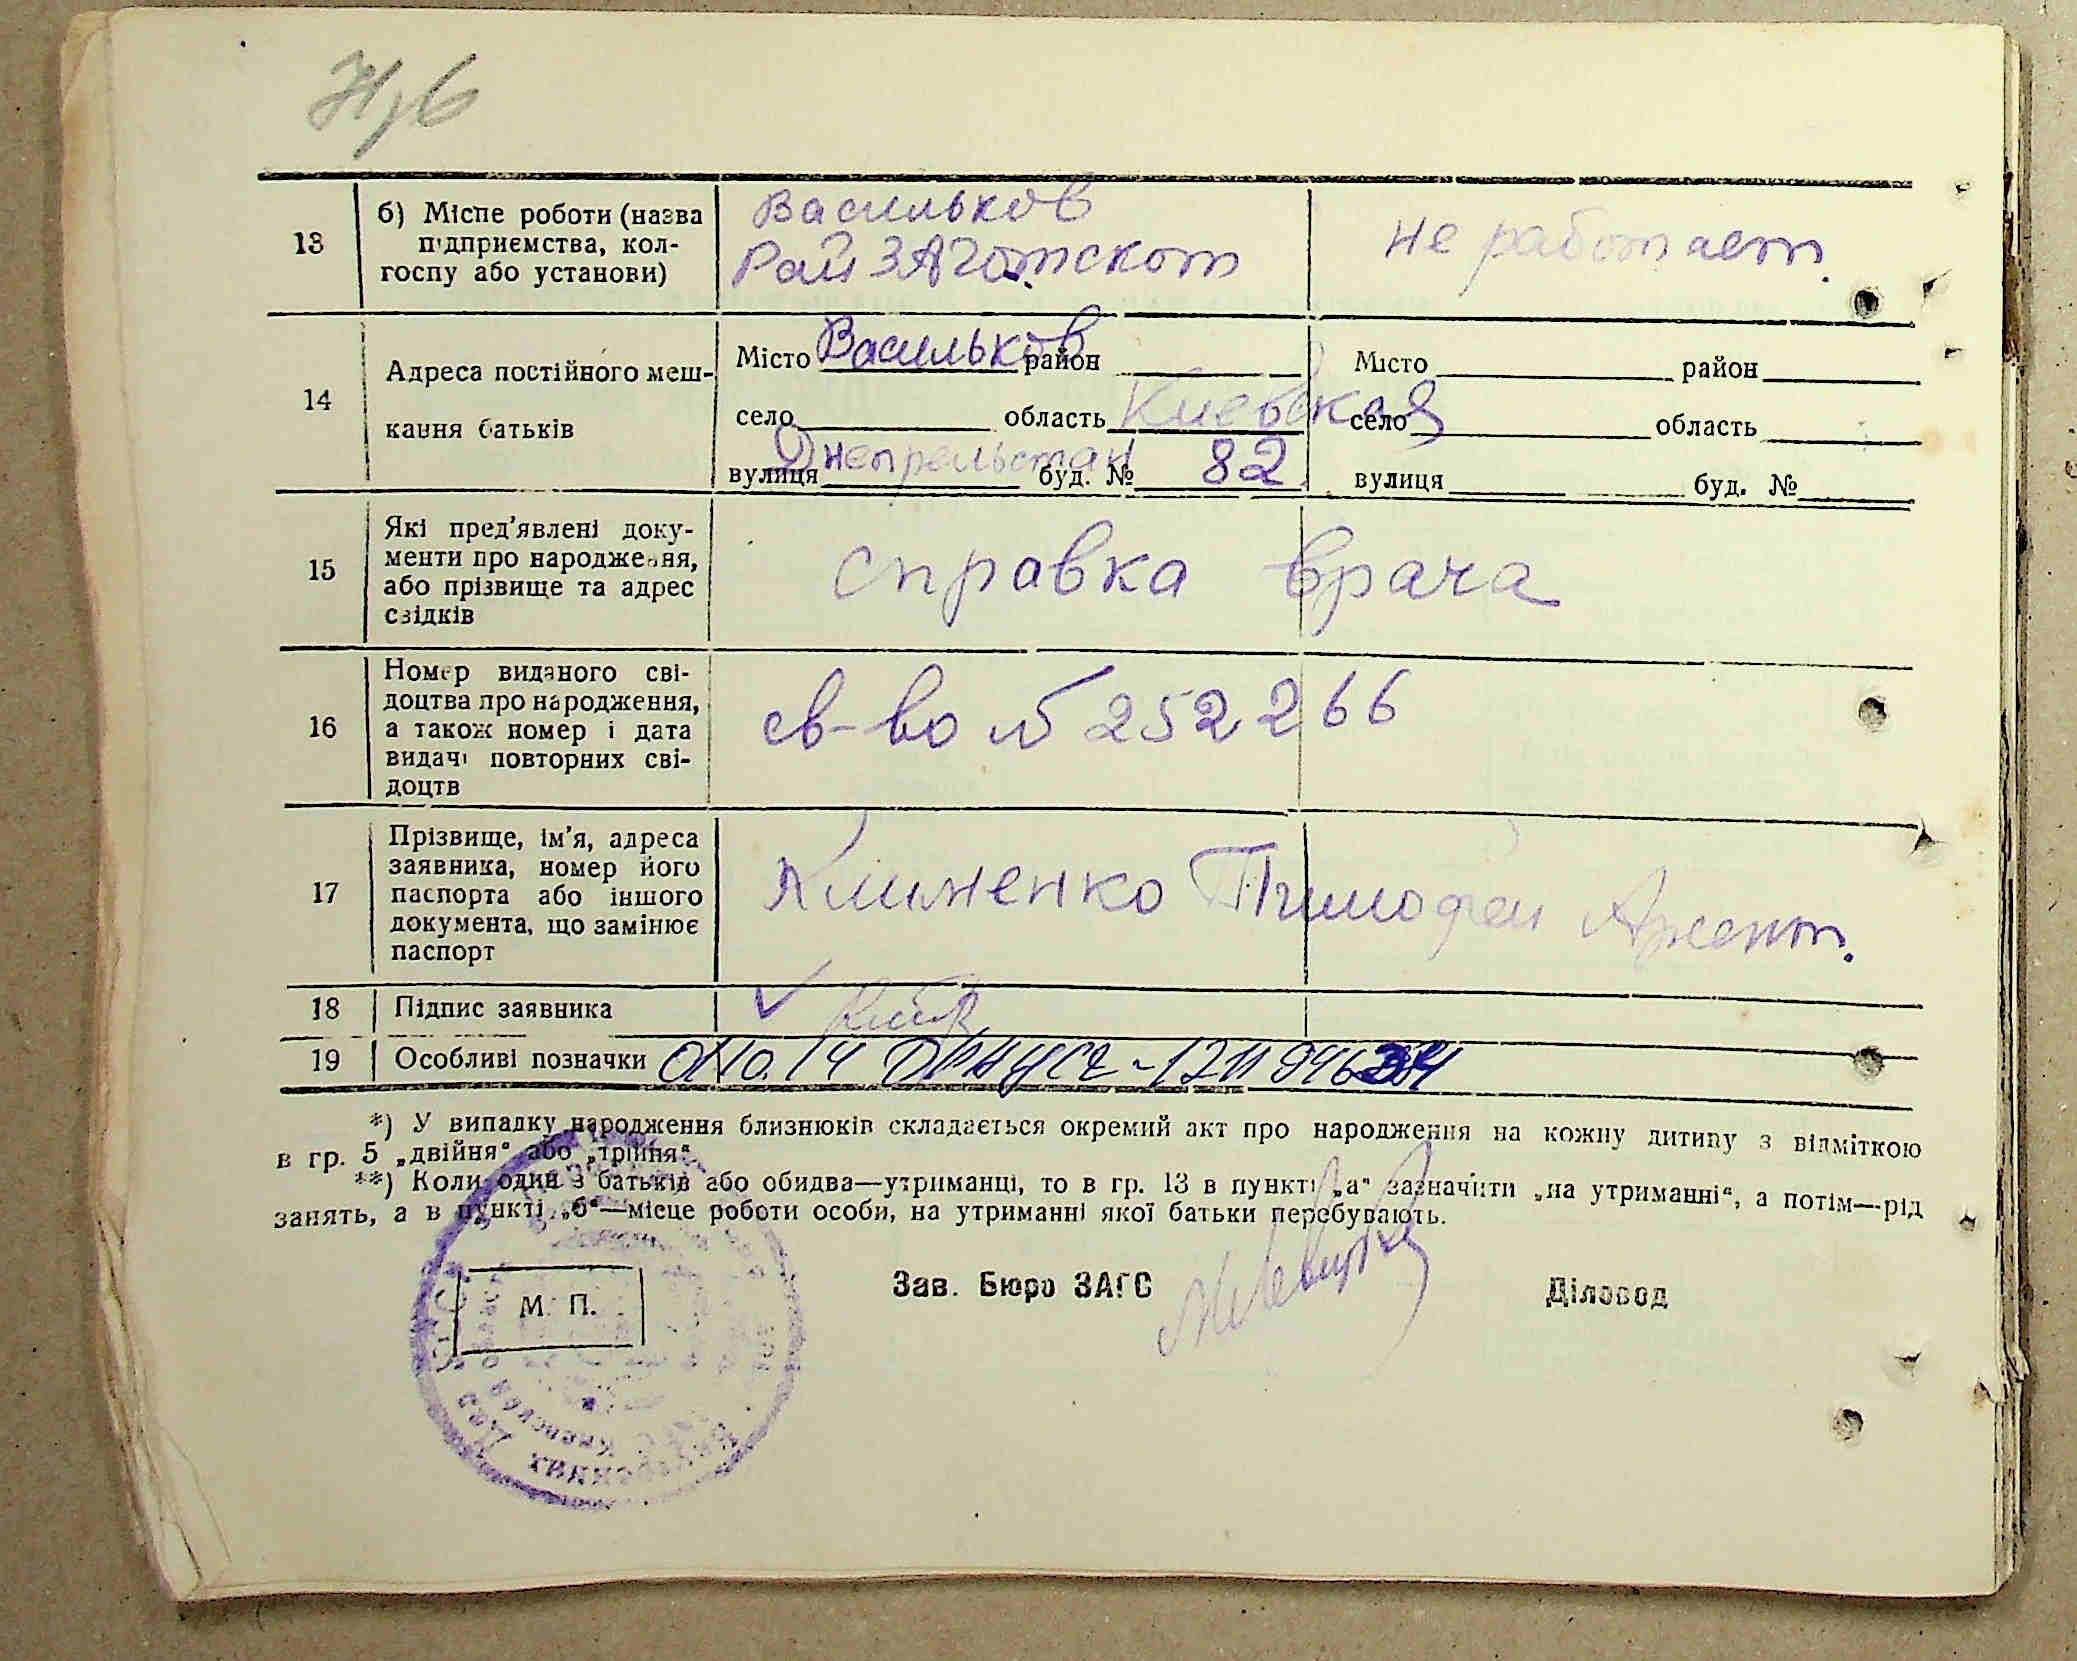 13 б) Місце роботи (назва підприємства, колгоспу або установи)
Васильков
Райзаготскот
не работает.
14 Адреса постійного мешкання батьків
Місто Васильков район
село область Киевская
вулиця буд. № 82
Місто район
село область
вулиця буд. №
15 Які пред'явлені документи про народження, або прізвище та адрес свідків
справка врача
16 Номер виданого свідоцтва про народження, а також номер і дата видачі повторних свідоцтв
св-во № 252266
17 Прізвище, ім'я, адреса заявника, номер його паспорта або іншого документа, що замінює паспорт
Клименко Тимофей Арсент.
18 Підпис заявника
19 Особливі позначки
*) У випадку народження близнюків складається окремий акт про народження на кожну дитину з відміткою
в гр. 5 „двійня“ або „трійня“.
**) Коли один з батьків або обидва—утриманці, то в гр. 13 в пункті „а“ зазначити „на утриманні“, а потім—рід
занять, а в пункті „б“—місце роботи особи, на утриманні якої батьки перебувають.
М. П.
Зав. Бюро ЗАГС
Діловод